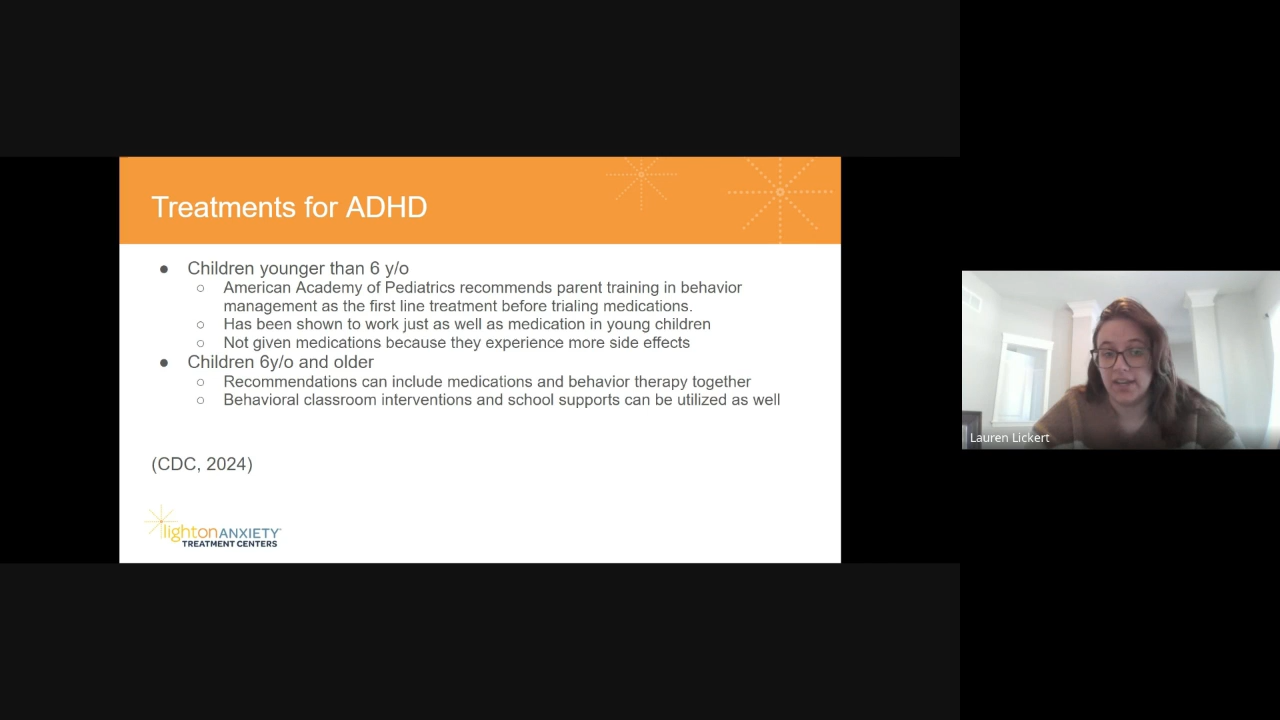 Treatments for ADHD
● Children younger than 6 y/o
○ American Academy of Pediatrics recommends parent training in behavior
management as the first line treatment before trialing medications.
○ Has been shown to work just as well as medication in young children
○ Not given medications because they experience more side effects
● Children 6y/o and older
○ Recommendations can include medications and behavior therapy together
○ Behavioral classroom interventions and school supports can be utilized as well
(CDC, 2024)
lightonANXIETY
TREATMENT CENTERS
Lauren Lickert